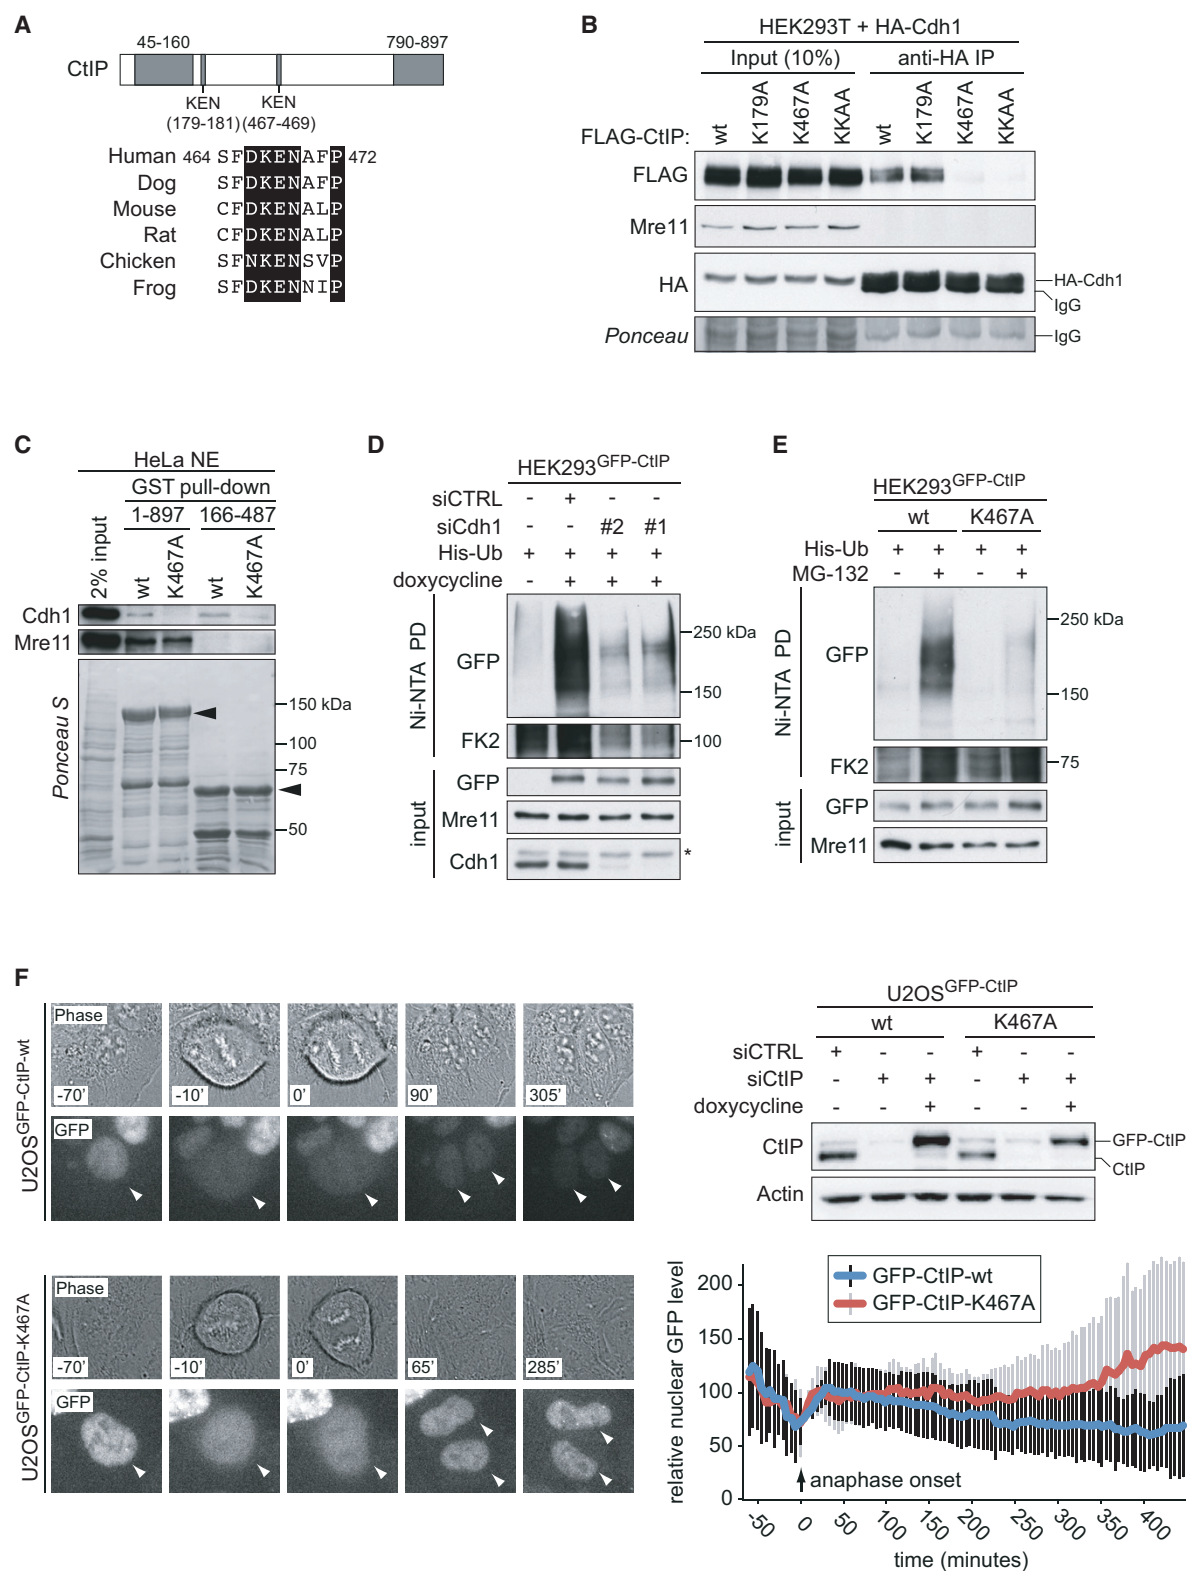 A
45-160 790-897
CtIP
KEN KEN
(179-181) (467-469)
Human 464 SFDKENAFP 472
Dog SFDKENAFP
Mouse CFDKENALP
Rat CFDKENALP
Chicken SFNKENSVP
Frog SFDKENNIP
B
HEK293T + HA-Cdh1
Input (10%) anti-HA IP
FLAG-CtIP: wt K179A K467A KKAA wt K179A K467A KKAA
FLAG
Mre11
HA HA-Cdh1
IgG
Ponceau IgG
C
HeLa NE
GST pull-down
1-897 166-487
2% input wt K467A wt K467A
Cdh1
Mre11
Ponceau S
150 kDa
100
75
50
D
HEK293GFP-CtIP
siCTRL - + - -
siCdh1 - - #2 #1
His-Ub + + + +
doxycycline - + + +
Ni-NTA PD
GFP
250 kDa
150
FK2 100
input
GFP
Mre11
Cdh1 *
E
HEK293GFP-CtIP
wt K467A
His-Ub + + + +
MG-132 - + - +
Ni-NTA PD
GFP
250 kDa
150
FK2 75
input
GFP
Mre11
F
U2OSGFP-CtIP-wt
Phase
-70' -10' 0' 90' 305'
GFP
U2OSGFP-CtIP-K467A
Phase
-70' -10' 0' 65' 285'
GFP
U2OSGFP-CtIP
wt K467A
siCTRL + - - + - -
siCtIP - + + - + +
doxycycline - - + - - +
CtIP GFP-CtIP
CtIP
Actin
GFP-CtIP-wt
GFP-CtIP-K467A
relative nuclear GFP level
200
150
100
50
0
anaphase onset
-50 0 50 100 150 200 250 300 350 400
time (minutes)